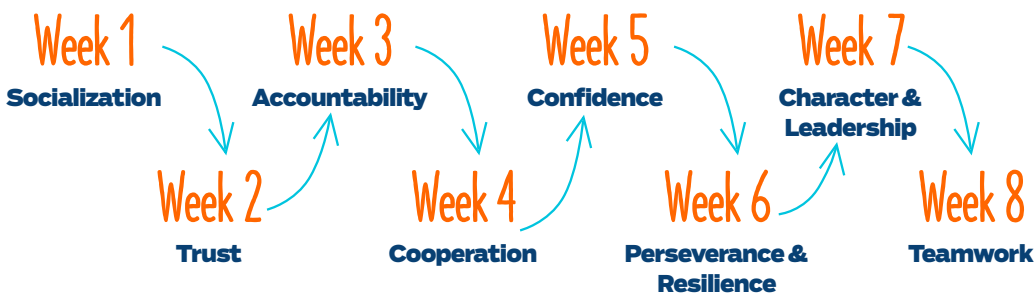 Week 1
Socialization
Week 2
Trust
Week 3
Accountability
Week 4
Cooperation
Week 5
Confidence
Week 6
Perseverance &
Resilience
Week 7
Character &
Leadership
Week 8
Teamwork